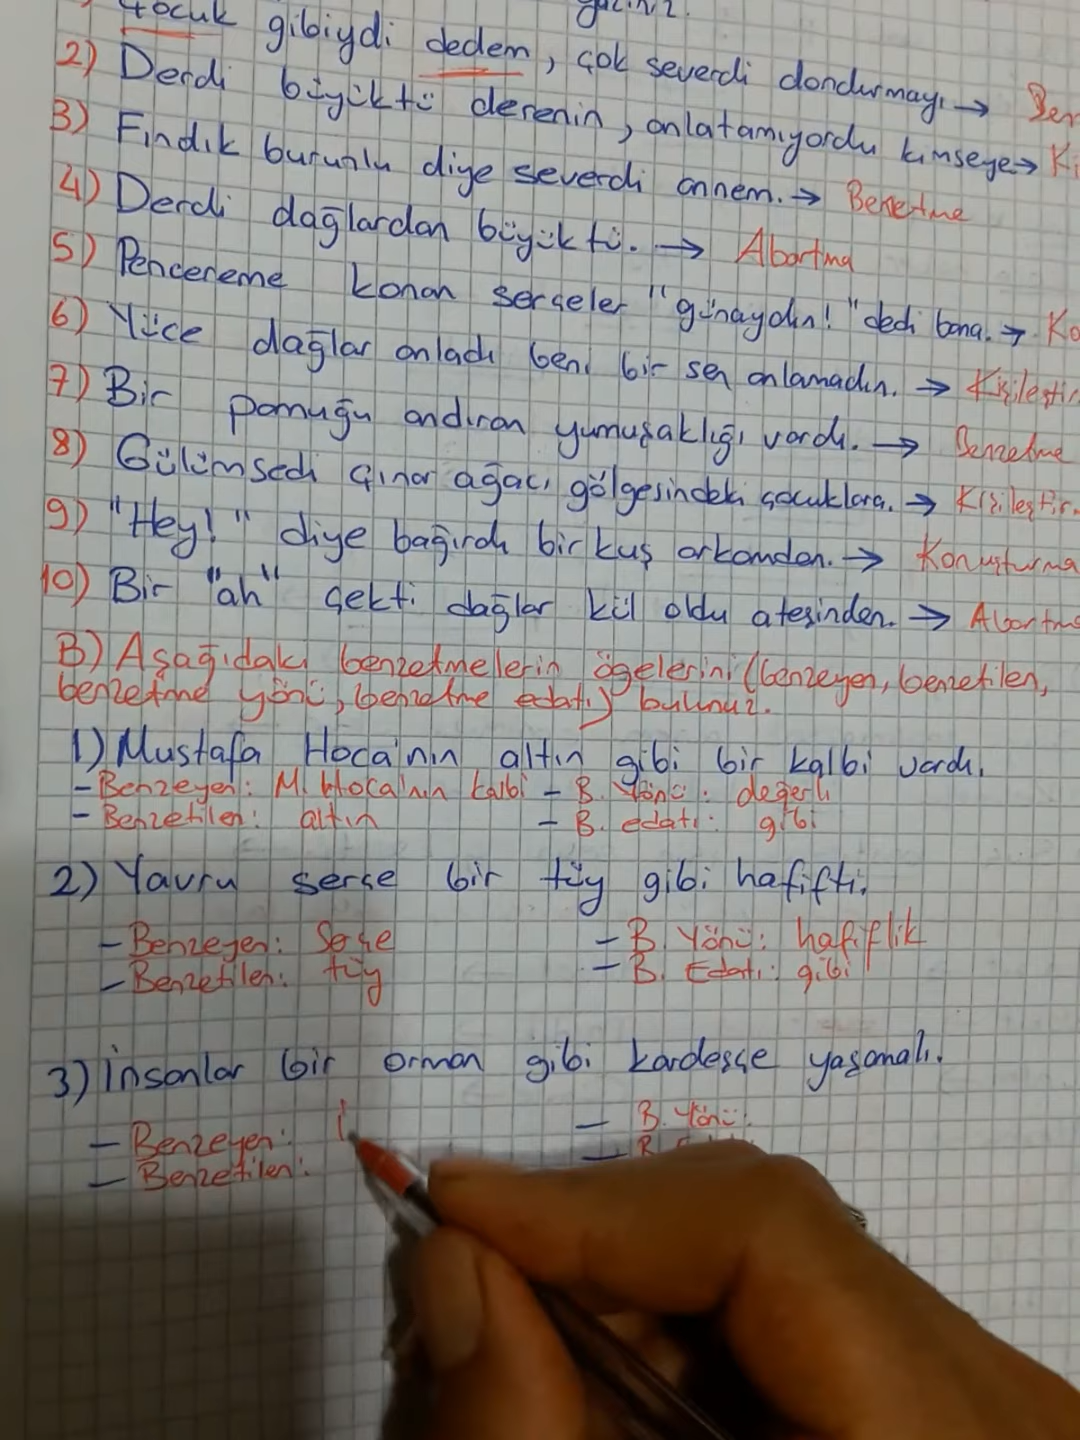 çocuk gibiydi dedem, çok severdi dondurmayı →
2) Derdi büyüktü derenin, anlatamıyordu kimseye →
3) Fındık burunlu diye severdi annem. → Benzetme
4) Derdi dağlardan büyüktü. → Abartma
5) Pencereme konan serçeler "günaydın!" dedi bana. → Ko
6) Yüce dağlar anladı beni bir sen anlamadın. → Kişileştir
7) Bir pamuğu andıran yumuşaklığı vardı. → Benzetme
8) Gülümsedi çınar ağacı gölgesindeki çocuklara. → Kişileştir.
9) "Hey!" diye bağırdı bir kuş arkamdan. → Konuşturma
10) Bir "ah" çekti dağlar kül oldu ateşinden. → Abartma
B) Aşağıdaki benzetmelerin ögelerini (benzeyen, benzetilen,
benzetme yönü, benzetme edatı) bulunuz.
1) Mustafa Hoca'nın altın gibi bir kalbi vardı.
- Benzeyen: M. Hoca'nın kalbi - B. Yönü: değerli
- Benzetilen: altın - B. edatı: gibi
2) Yavru serçe bir tüy gibi hafifti.
- Benzeyen: Serçe - B. Yönü: hafiflik
- Benzetilen: tüy - B. Edatı: gibi
3) İnsanlar bir orman gibi kardeşçe yaşamalı.
- Benzeyen: - B. Yönü:
- Benzetilen: - B.